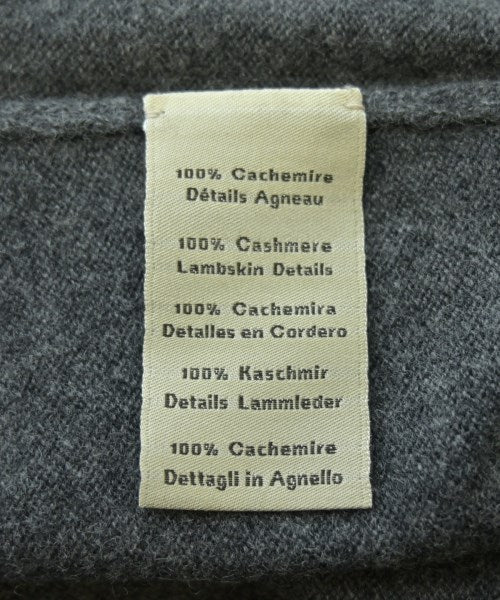 100% Cachemire
Détails Agneau
100% Cashmere
Lambskin Details
100% Cachemira
Detalles en Cordero
100% Kaschmir
Details Lammleder
100% Cachemire
Dettagli in Agnello